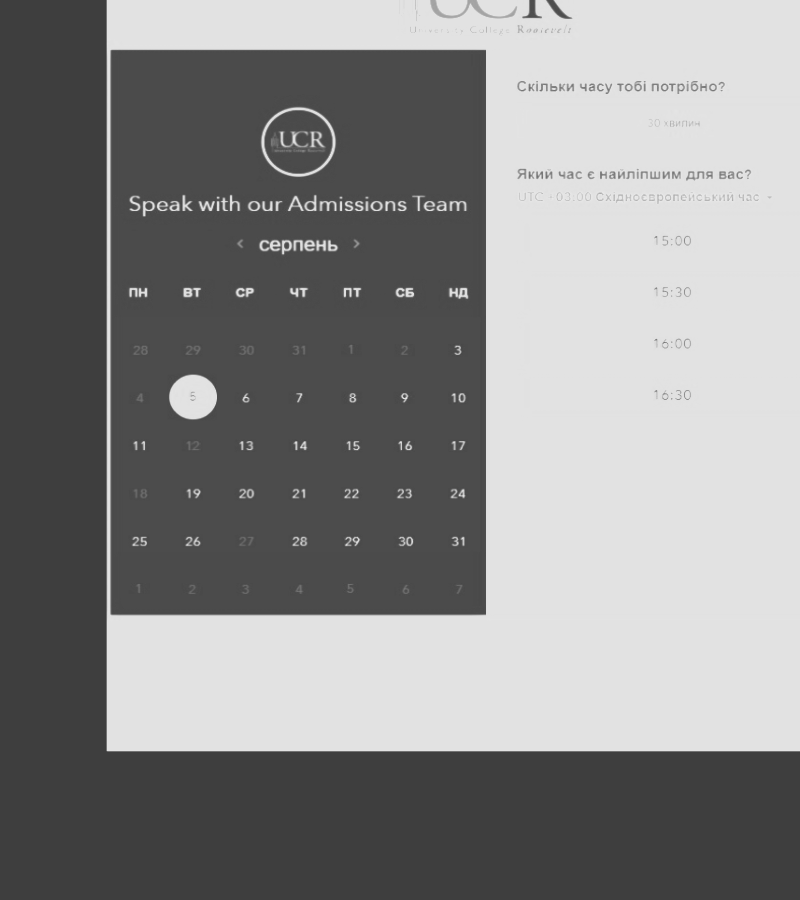 UCR
University College Roosevelt
UCR
Speak with our Admissions Team
< серпень >
ПН ВТ СР ЧТ ПТ СБ НД
28 29 30 31 1 2 3
4 5 6 7 8 9 10
11 12 13 14 15 16 17
18 19 20 21 22 23 24
25 26 27 28 29 30 31
1 2 3 4 5 6 7
Скільки часу тобі потрібно?
30 хвилин
Який час є найліпшим для вас?
UTC +03:00 Східноєвропейський час
15:00
15:30
16:00
16:30